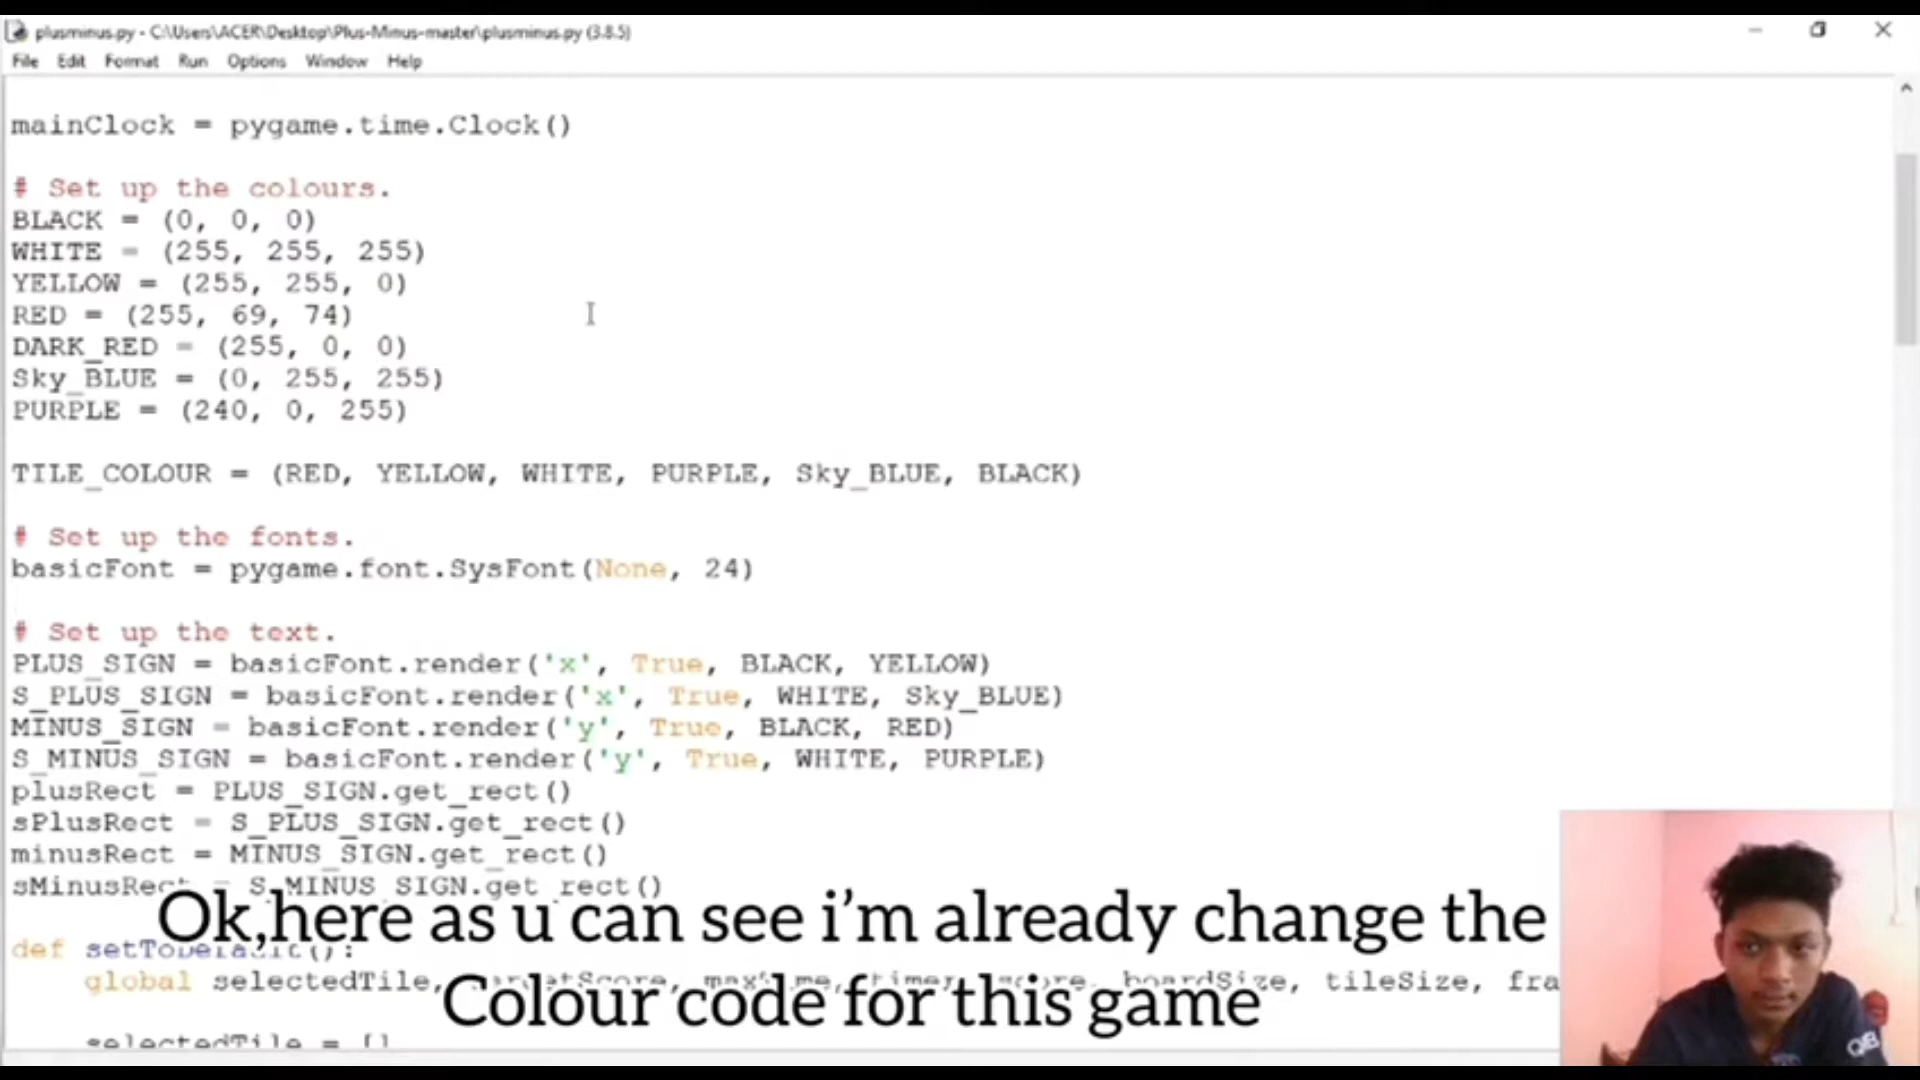 plusminus.py - C:\Users\ACER\Desktop\Plus-Minus-master\plusminus.py (3.8.5)
File Edit Format Run Options Window Help
mainClock = pygame.time.Clock()
# Set up the colours.
BLACK = (0, 0, 0)
WHITE = (255, 255, 255)
YELLOW = (255, 255, 0)
RED = (255, 69, 74)
DARK_RED = (255, 0, 0)
Sky_BLUE = (0, 255, 255)
PURPLE = (240, 0, 255)
TILE_COLOUR = (RED, YELLOW, WHITE, PURPLE, Sky_BLUE, BLACK)
# Set up the fonts.
basicFont = pygame.font.SysFont(None, 24)
# Set up the text.
PLUS_SIGN = basicFont.render('x', True, BLACK, YELLOW)
S_PLUS_SIGN = basicFont.render('x', True, WHITE, Sky_BLUE)
MINUS_SIGN = basicFont.render('y', True, BLACK, RED)
S_MINUS_SIGN = basicFont.render('y', True, WHITE, PURPLE)
plusRect = PLUS_SIGN.get_rect()
sPlusRect = S_PLUS_SIGN.get_rect()
minusRect = MINUS_SIGN.get_rect()
sMinusRect = S_MINUS_SIGN.get_rect()
Ok,here as u can see i'm already change the
def
global selectedTile, boardSize, tileSize, fra
Colour code for this game
selectedTile = []